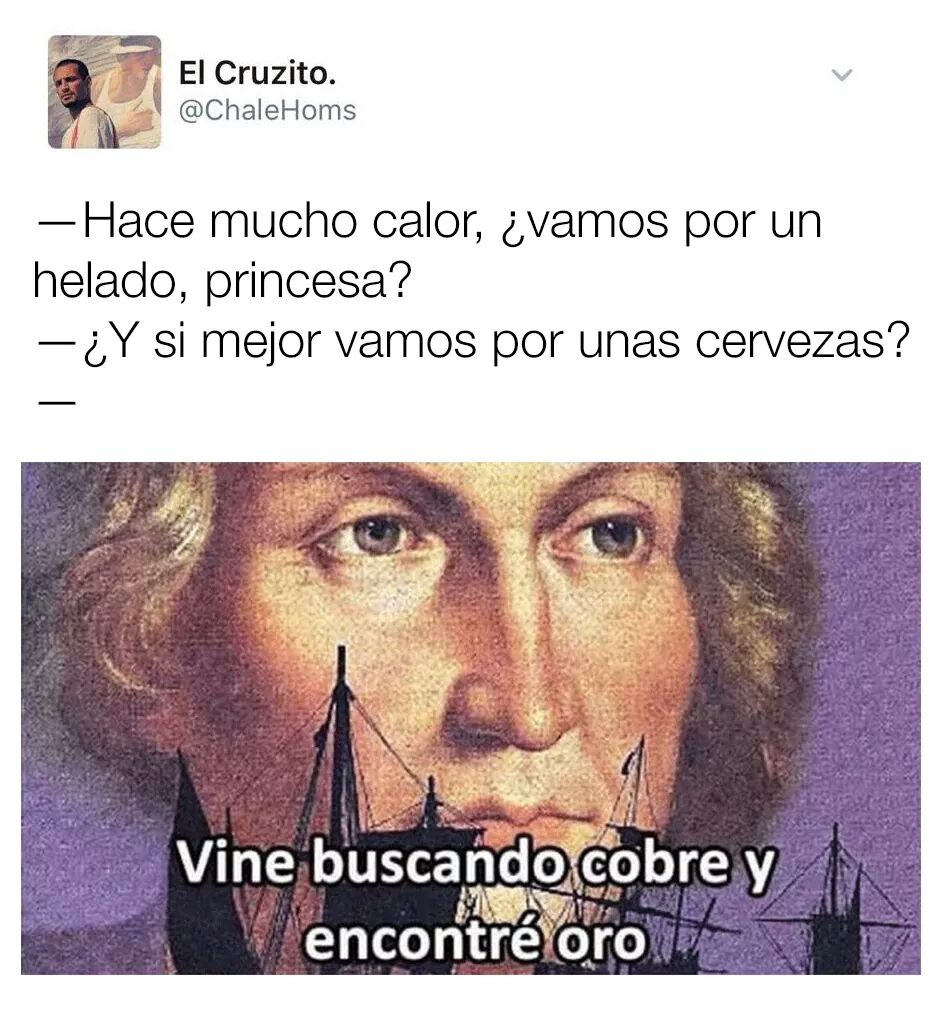 El Cruzito.
@ChaleHoms
—Hace mucho calor, ¿vamos por un
helado, princesa?
—¿Y si mejor vamos por unas cervezas?
—
Vine buscando cobre y
encontré oro